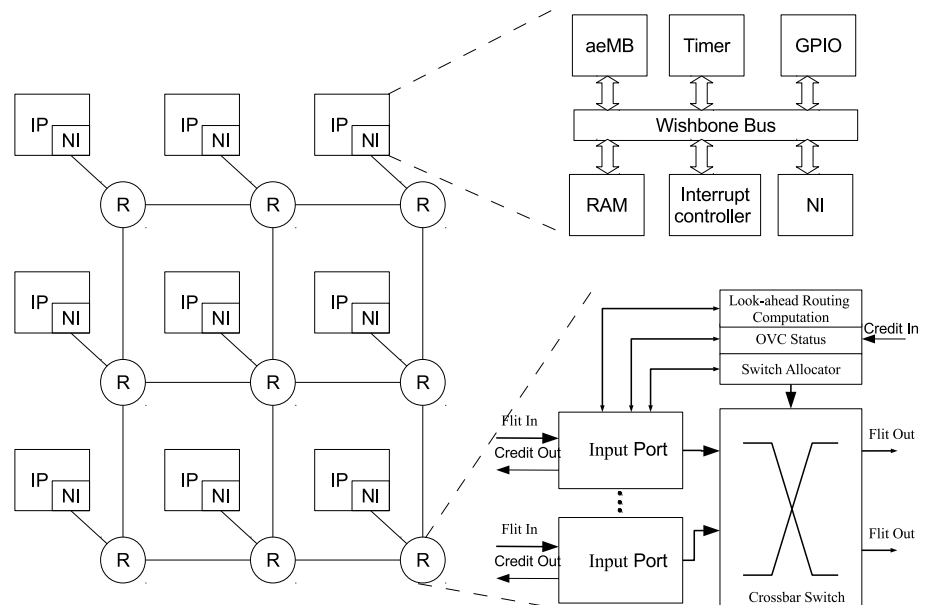 aeMB
Timer
GPIO
Wishbone Bus
RAM
Interrupt
controller
NI
IP
NI
IP
NI
IP
NI
R
R
R
IP
NI
IP
NI
IP
NI
R
R
R
IP
NI
IP
NI
IP
NI
R
R
R
Look-ahead Routing
Computation
OVC Status
Credit In
Switch Allocator
Flit In
Credit Out
Input Port
Flit Out
Flit In
Credit Out
Input Port
Flit Out
Crossbar Switch